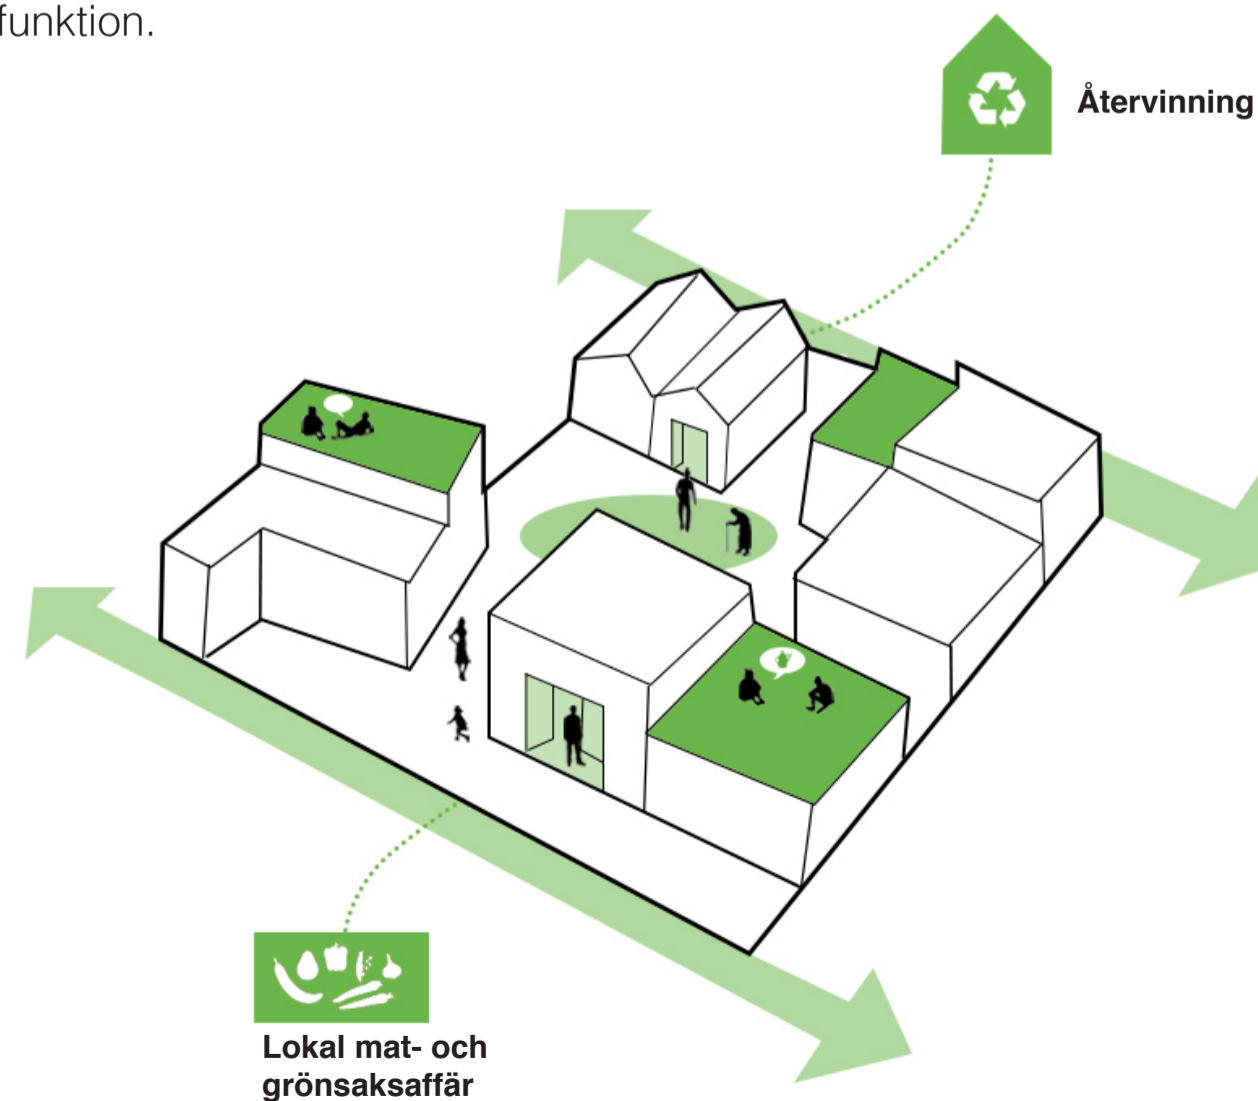 funktion.
Återvinning
Lokal mat- och
grönsaksaffär